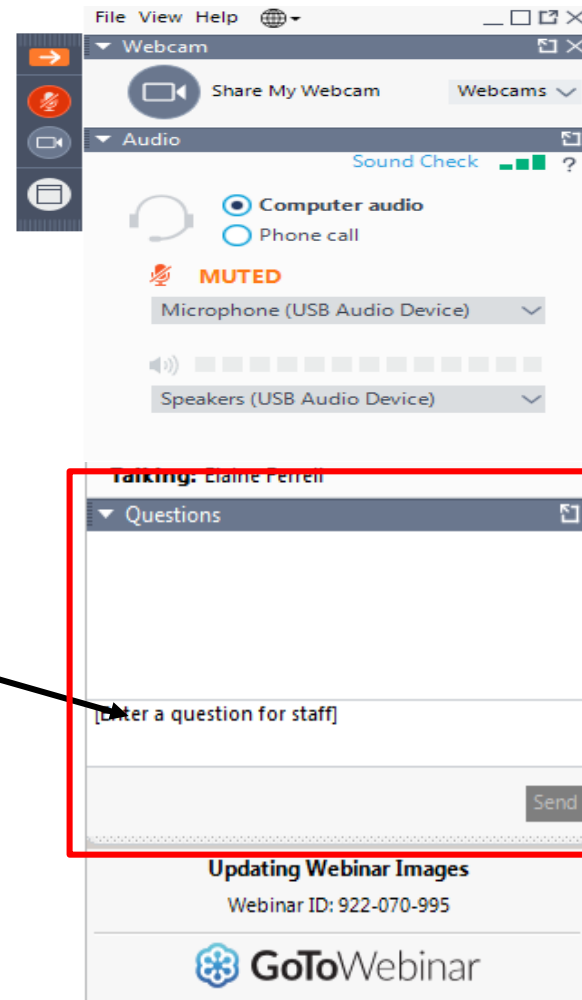 File View Help
Webcam
Share My Webcam Webcams
Audio
Sound Check ?
Computer audio
Phone call
MUTED
Microphone (USB Audio Device)
Speakers (USB Audio Device)
Talking: Elaine Ferrell
Questions
[Enter a question for staff]
Send
Updating Webinar Images
Webinar ID: 922-070-995
GoToWebinar